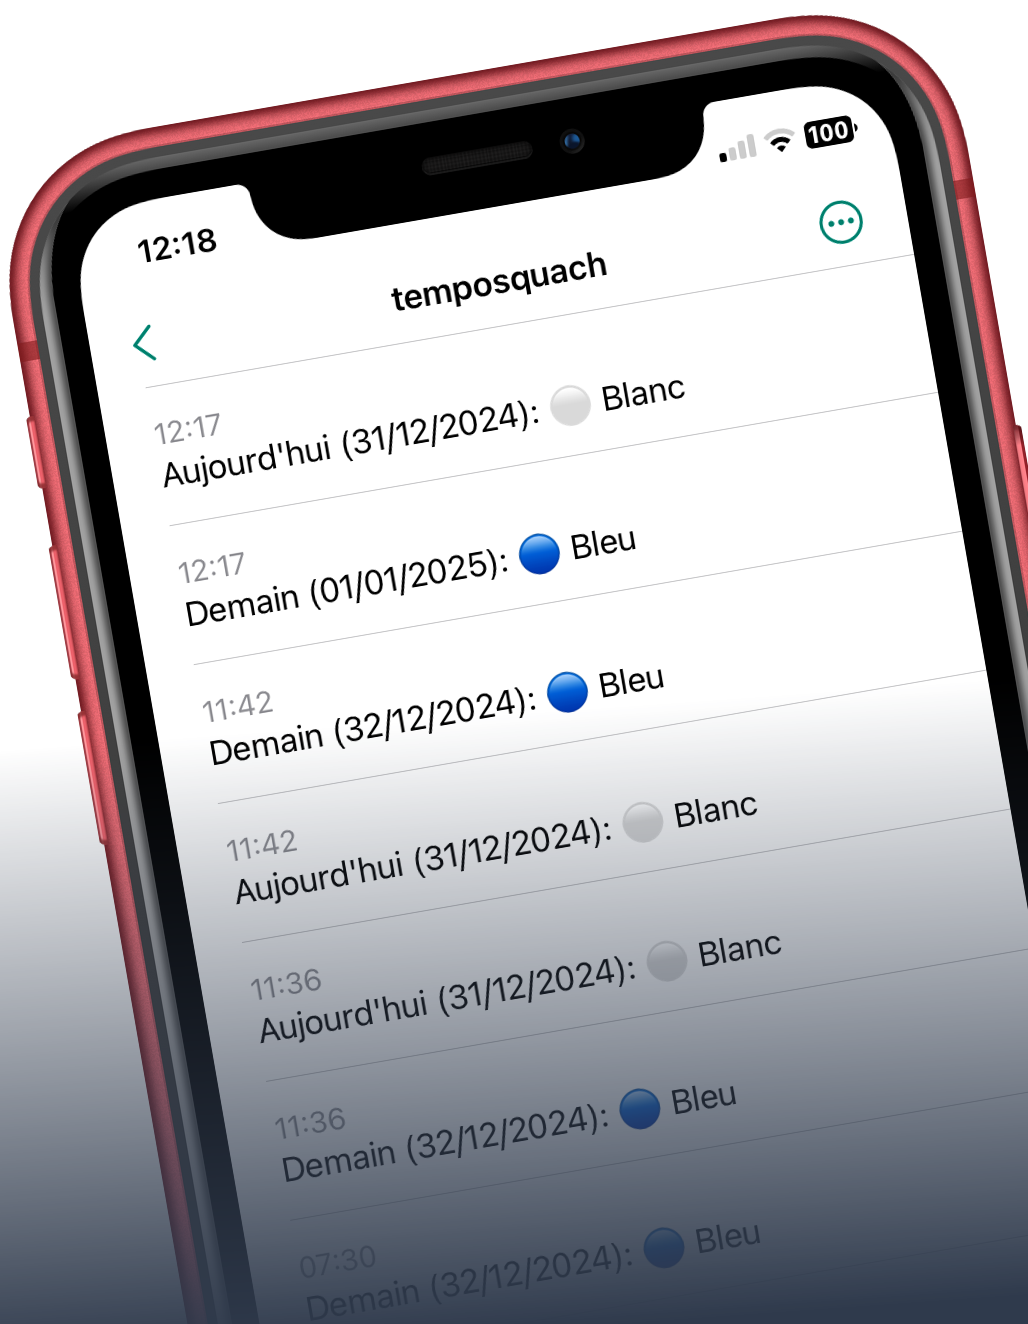 12:18
100
temposquach
12:17
Aujourd'hui (31/12/2024): Blanc
12:17
Demain (01/01/2025): Bleu
11:42
Demain (32/12/2024): Bleu
11:42
Aujourd'hui (31/12/2024): Blanc
11:36
Aujourd'hui (31/12/2024): Blanc
11:36
Demain (32/12/2024): Bleu
07:30
Demain (32/12/2024): Bleu